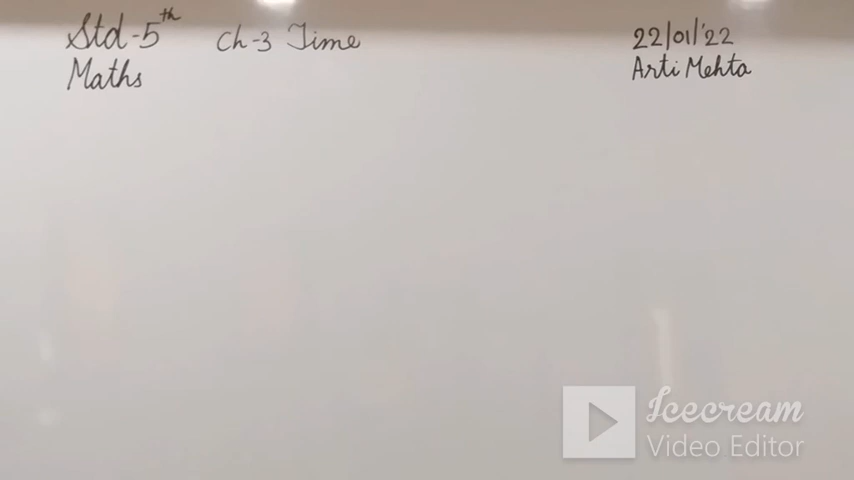 Std-5th Ch-3 Time 22/01/'22
Maths Arti Mehta
Icecream
Video Editor